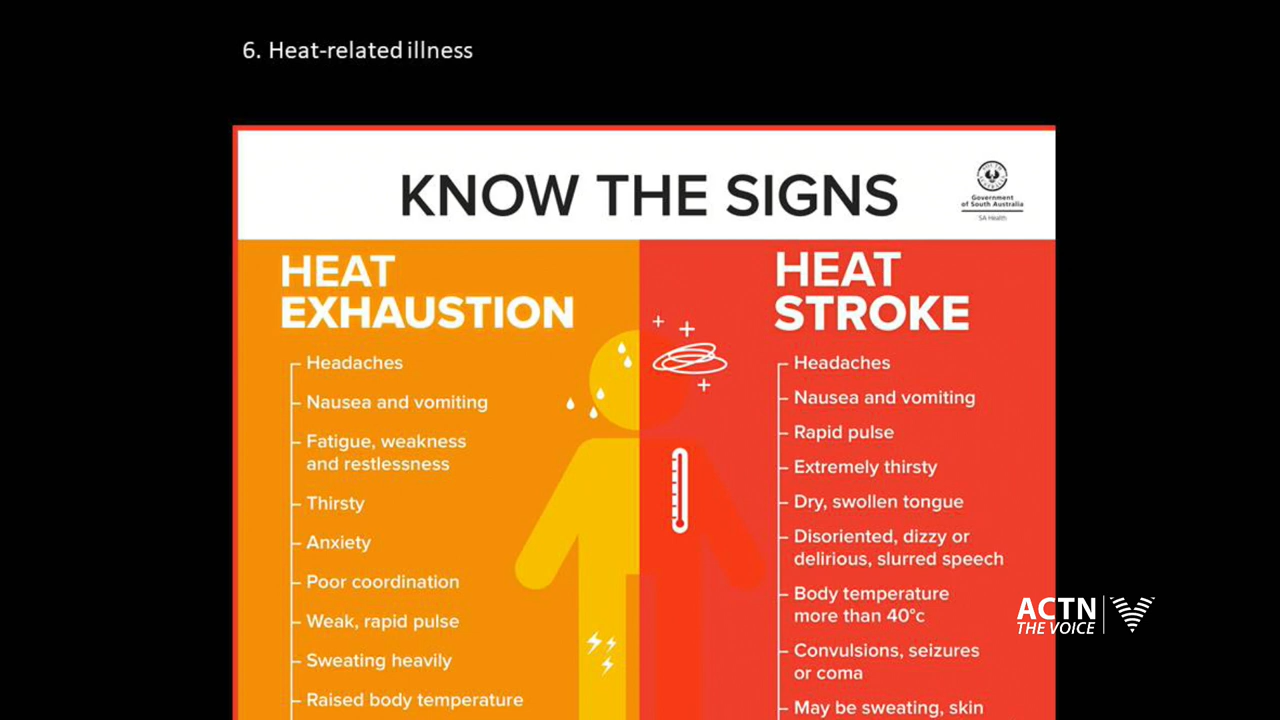 6. Heat-related illness
KNOW THE SIGNS
Government
of South Australia
SA Health
HEAT
EXHAUSTION
Headaches
Nausea and vomiting
Fatigue, weakness
and restlessness
Thirsty
Anxiety
Poor coordination
Weak, rapid pulse
Sweating heavily
Raised body temperature
HEAT
STROKE
Headaches
Nausea and vomiting
Rapid pulse
Extremely thirsty
Dry, swollen tongue
Disoriented, dizzy or
delirious, slurred speech
Body temperature
more than 40°c
Convulsions, seizures
or coma
May be sweating, skin
ACTN
THE VOICE